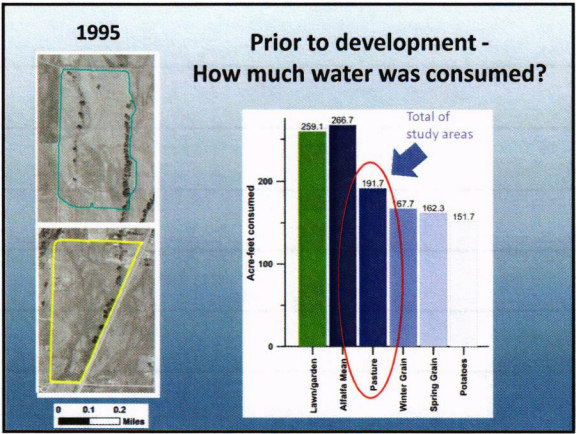 1995
Prior to development -
How much water was consumed?
Total of
study areas
Acre-feet consumed
200
100
0
259.1
266.7
191.7
67.7
162.3
151.7
Lawn/garden
Alfalfa Mean
Pasture
Winter Grain
Spring Grain
Potatoes
0 0.1 0.2
Miles